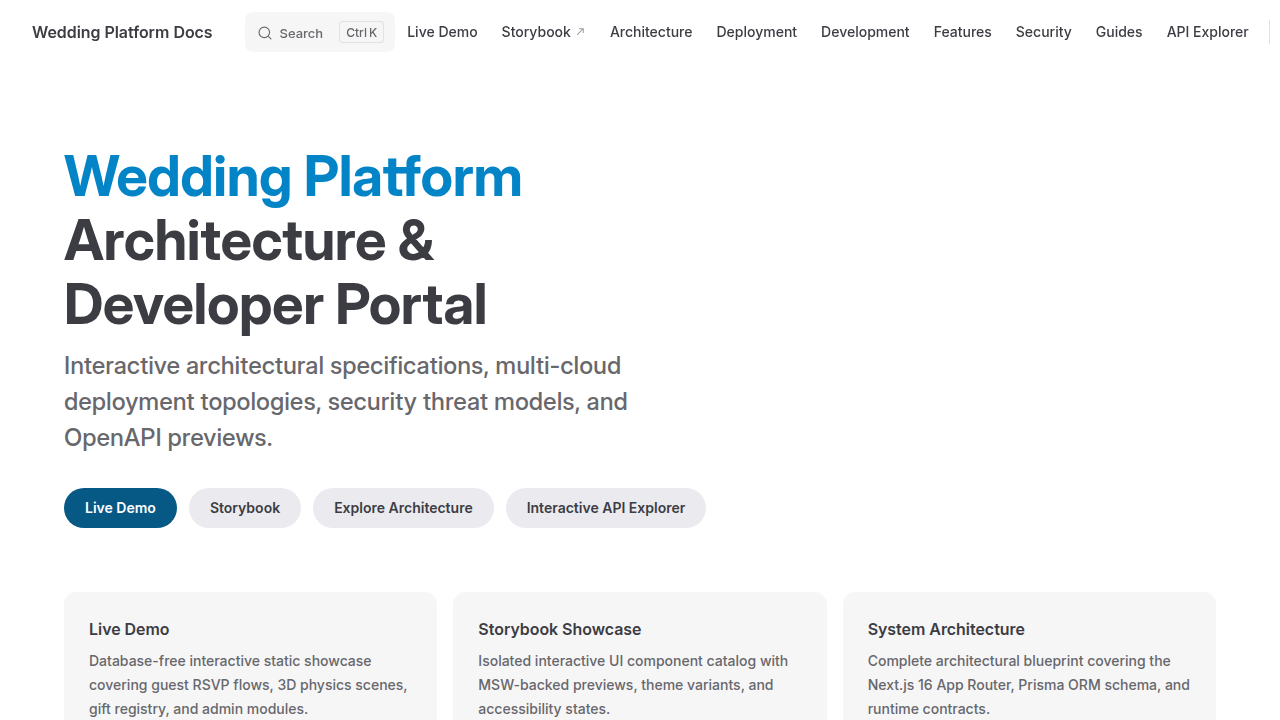 Wedding Platform Docs
Search
Ctrl K
Live Demo
Storybook
Architecture
Deployment
Development
Features
Security
Guides
API Explorer
Wedding Platform
Architecture &
Developer Portal
Interactive architectural specifications, multi-cloud
deployment topologies, security threat models, and
OpenAPI previews.
Live Demo
Storybook
Explore Architecture
Interactive API Explorer
Live Demo
Database-free interactive static showcase
covering guest RSVP flows, 3D physics scenes,
gift registry, and admin modules.
Storybook Showcase
Isolated interactive UI component catalog with
MSW-backed previews, theme variants, and
accessibility states.
System Architecture
Complete architectural blueprint covering the
Next.js 16 App Router, Prisma ORM schema, and
runtime contracts.